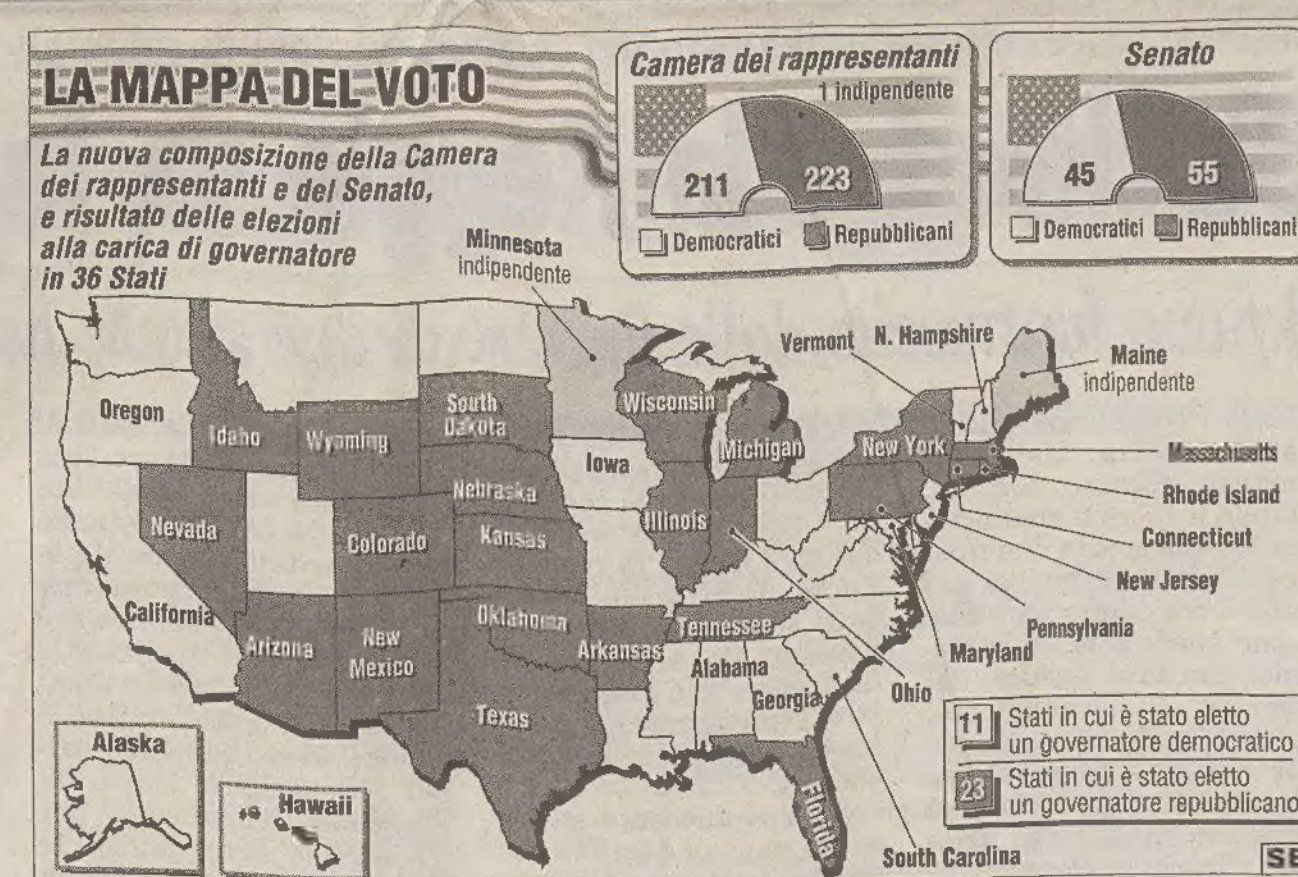 LA MAPPA DEL VOTO
La nuova composizione della Camera
dei rappresentanti e del Senato,
e risultato delle elezioni
alla carica di governatore
in 36 Stati
Camera dei rappresentanti
1 indipendente
211
223
Democratici
Repubblicani
Senato
45
55
Democratici
Repubblicani
Minnesota
indipendente
Vermont
N. Hampshire
Maine
indipendente
Oregon
Idaho
Wyoming
South
Dakota
Wisconsin
Michigan
New York
Massachusetts
Rhode Island
Connecticut
New Jersey
Pennsylvania
Maryland
Ohio
Iowa
Nebraska
Illinois
Nevada
Colorado
Kansas
California
Arizona
New
Mexico
Oklahoma
Arkansas
Tennessee
Alabama
Georgia
Texas
Florida
South Carolina
Alaska
Hawaii
11
Stati in cui è stato eletto
un governatore democratico
23
Stati in cui è stato eletto
un governatore repubblicano